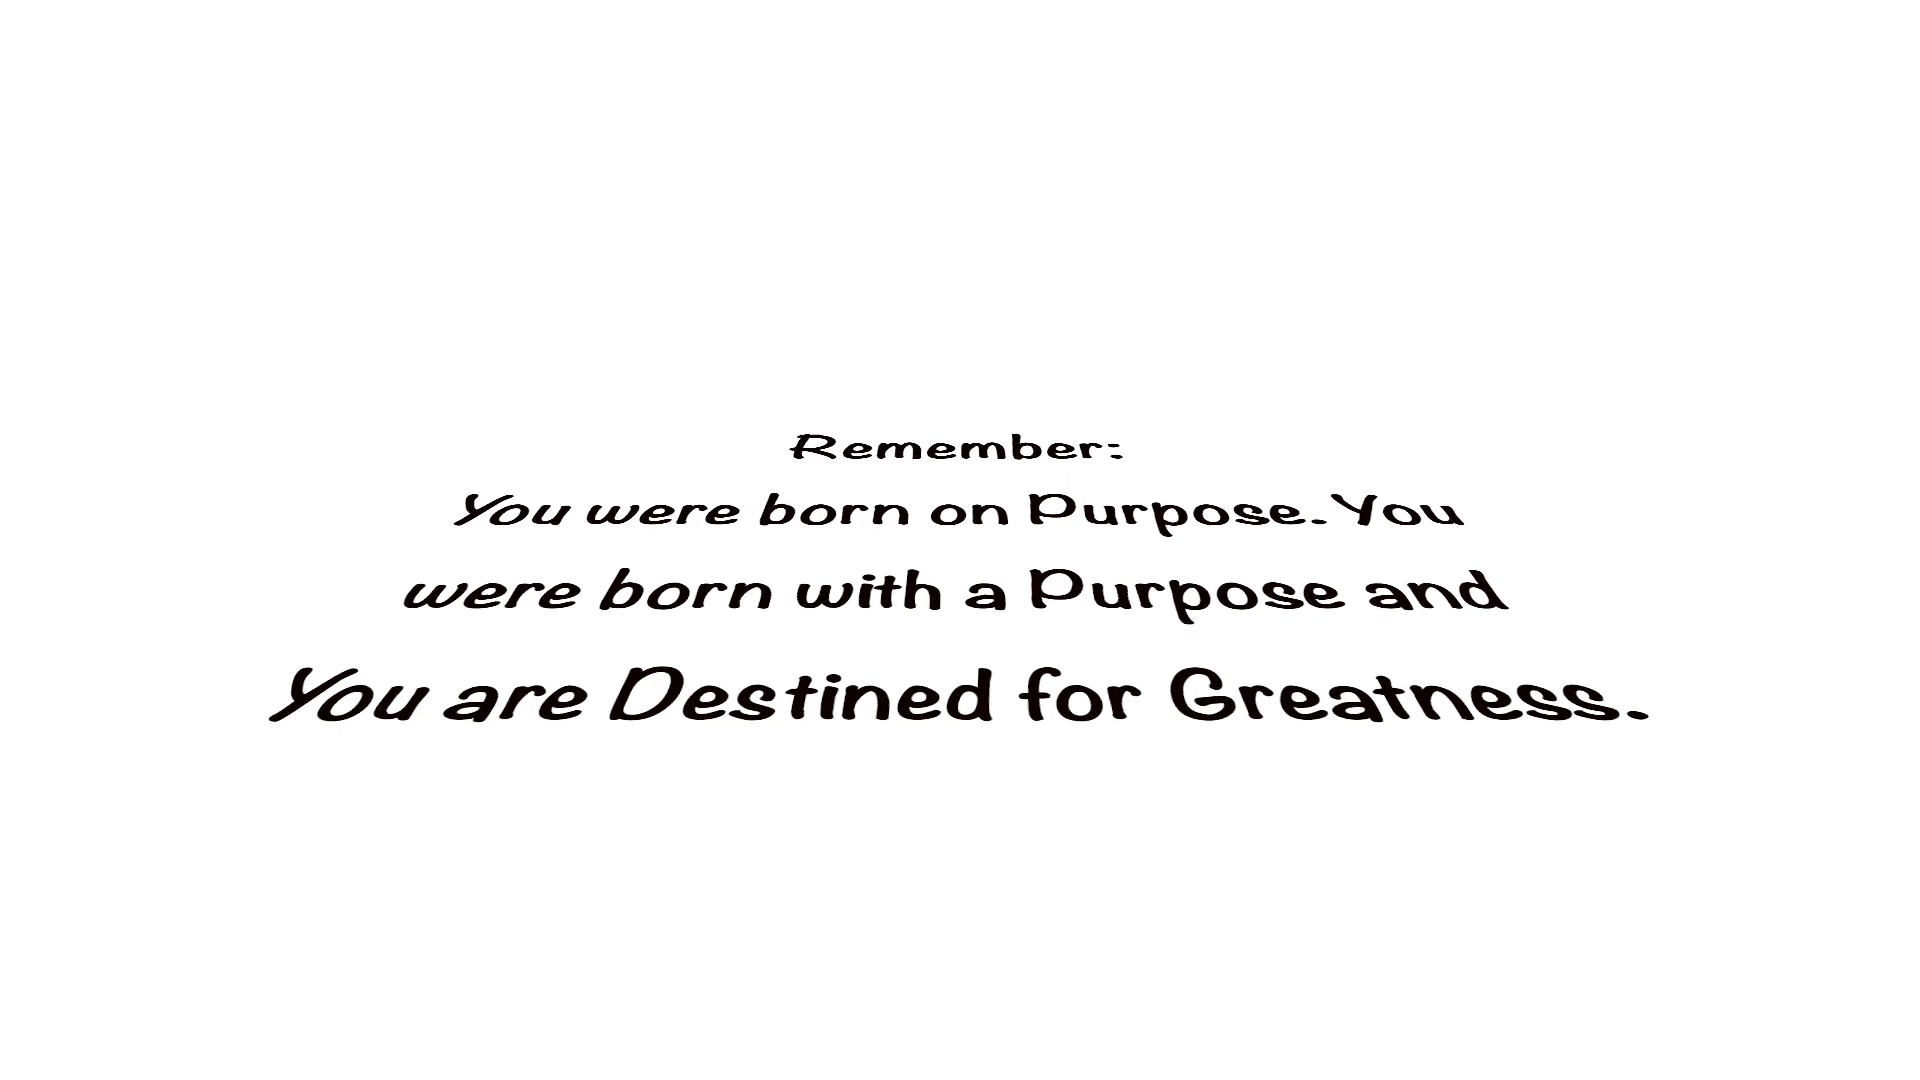 Remember:
You were born on Purpose. You
were born with a Purpose and
You are Destined for Greatness.